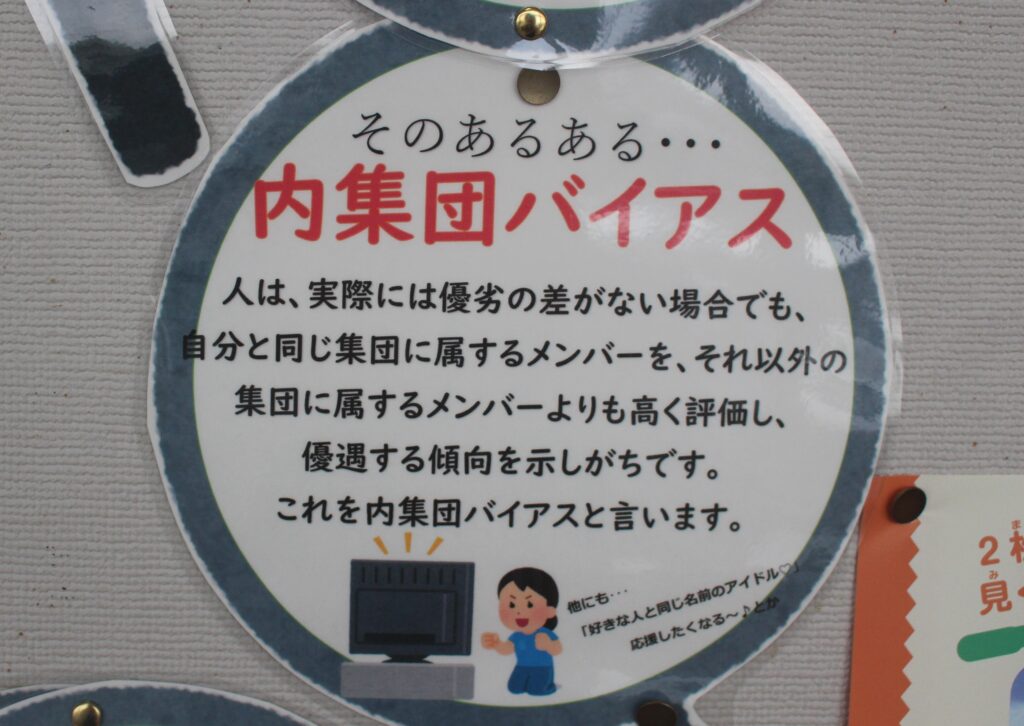 そのあるある・・・
内集団バイアス
人は、実際には優劣の差がない場合でも、
自分と同じ集団に属するメンバーを、それ以外の
集団に属するメンバーよりも高く評価し、
優遇する傾向を示しがちです。
これを内集団バイアスと言います。
他にも・・・
「好きな人と同じ名前のアイドル♡」
応援したくなる～♪とか
2
見
み
ま